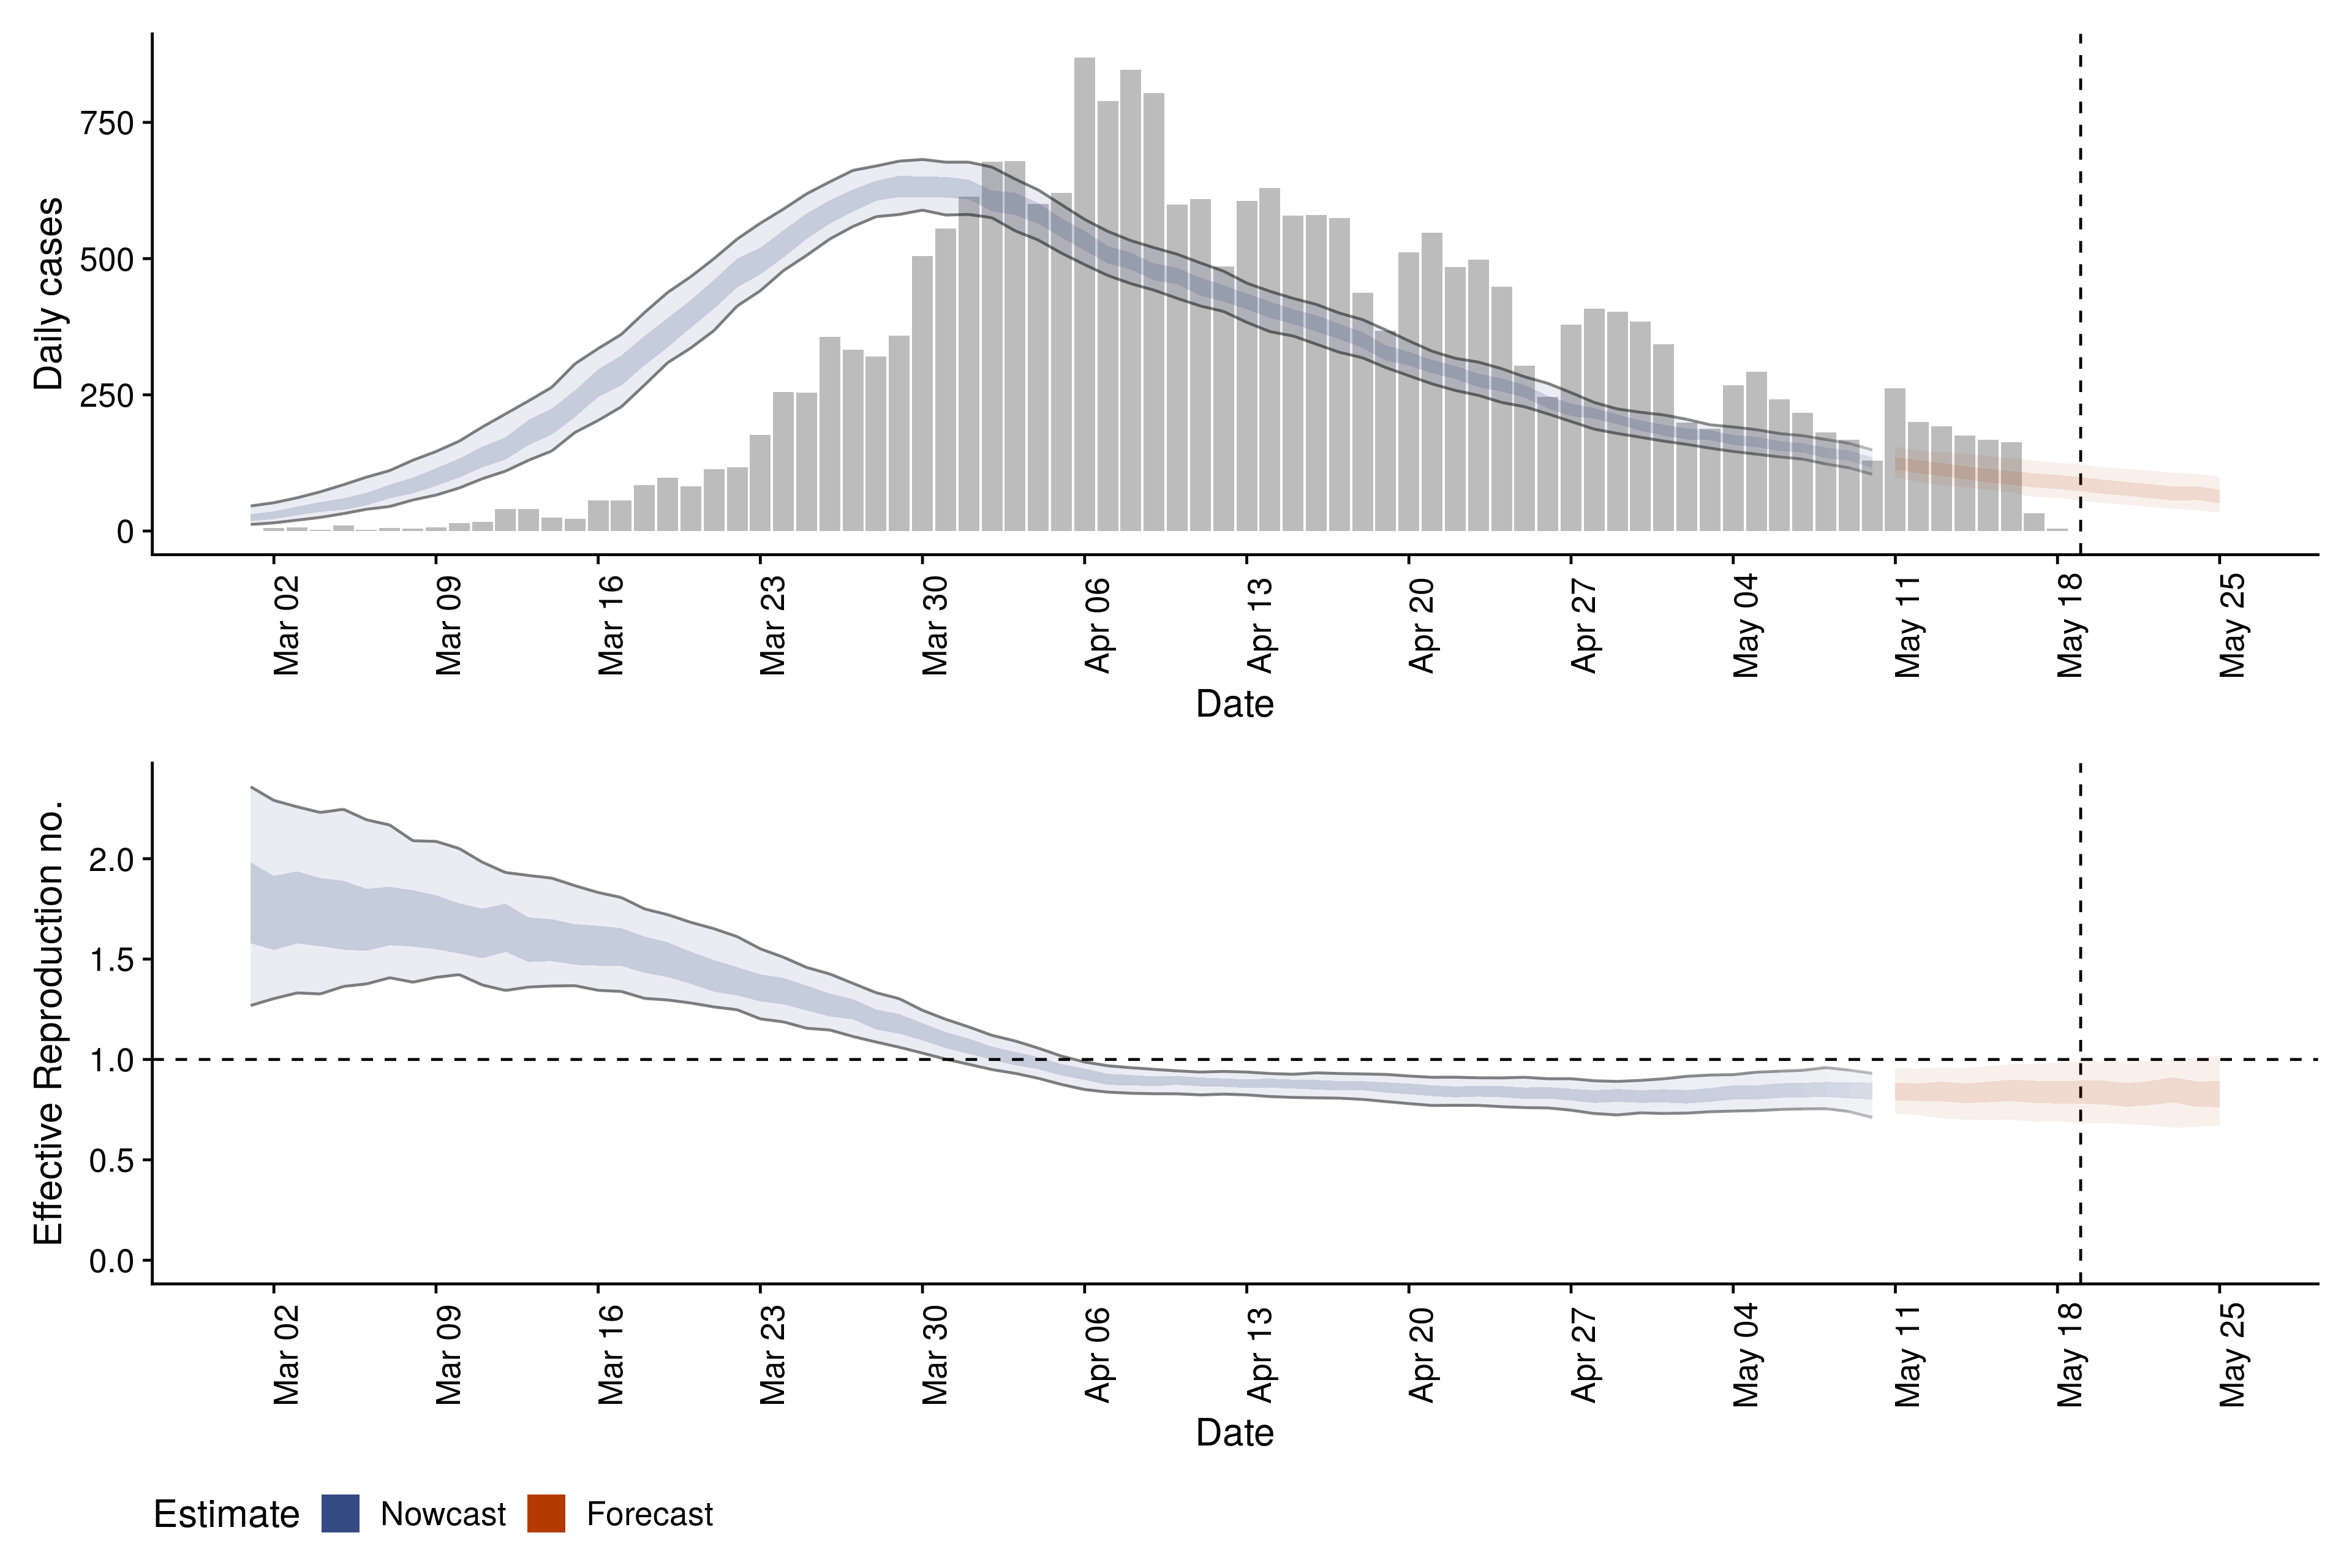 Daily cases
750
500
250
0
Mar 02
Mar 09
Mar 16
Mar 23
Mar 30
Apr 06
Apr 13
Apr 20
Apr 27
May 04
May 11
May 18
May 25
Date
Effective Reproduction no.
2.0
1.5
1.0
0.5
0.0
Mar 02
Mar 09
Mar 16
Mar 23
Mar 30
Apr 06
Apr 13
Apr 20
Apr 27
May 04
May 11
May 18
May 25
Date
Estimate Nowcast Forecast